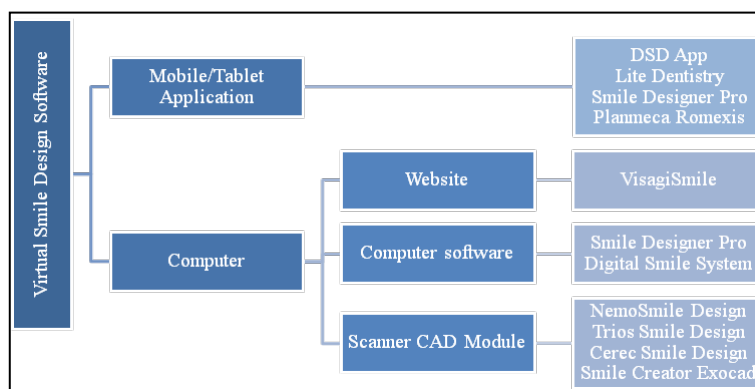 Virtual Smile Design Software
Mobile/Tablet
Application
DSD App
Lite Dentistry
Smile Designer Pro
Planmeca Romexis
Computer
Website
VisagiSmile
Computer software
Smile Designer Pro
Digital Smile System
Scanner CAD Module
NemoSmile Design
Trios Smile Design
Cerec Smile Design
Smile Creator Exocad